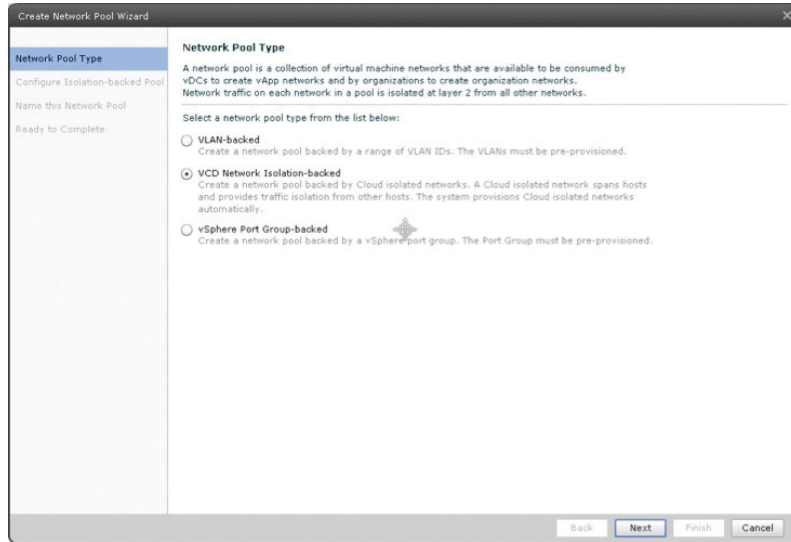 Create Network Pool Wizard
Network Pool Type
Configure Isolation-backed Pool
Name this Network Pool
Ready to Complete
Network Pool Type
A network pool is a collection of virtual machine networks that are available to be consumed by
vDCs to create vApp networks and by organizations to create organization networks.
Network traffic on each network in a pool is isolated at layer 2 from all other networks.
Select a network pool type from the list below:
VLAN-backed
Create a network pool backed by a range of VLAN IDs. The VLANs must be pre-provisioned.
VCD Network Isolation-backed
Create a network pool backed by Cloud isolated networks. A Cloud isolated network spans hosts
and provides traffic isolation from other hosts. The system provisions Cloud isolated networks
automatically.
vSphere Port Group-backed
Create a network pool backed by a vSphere port group. The Port Group must be pre-provisioned.
Back Next Finish Cancel